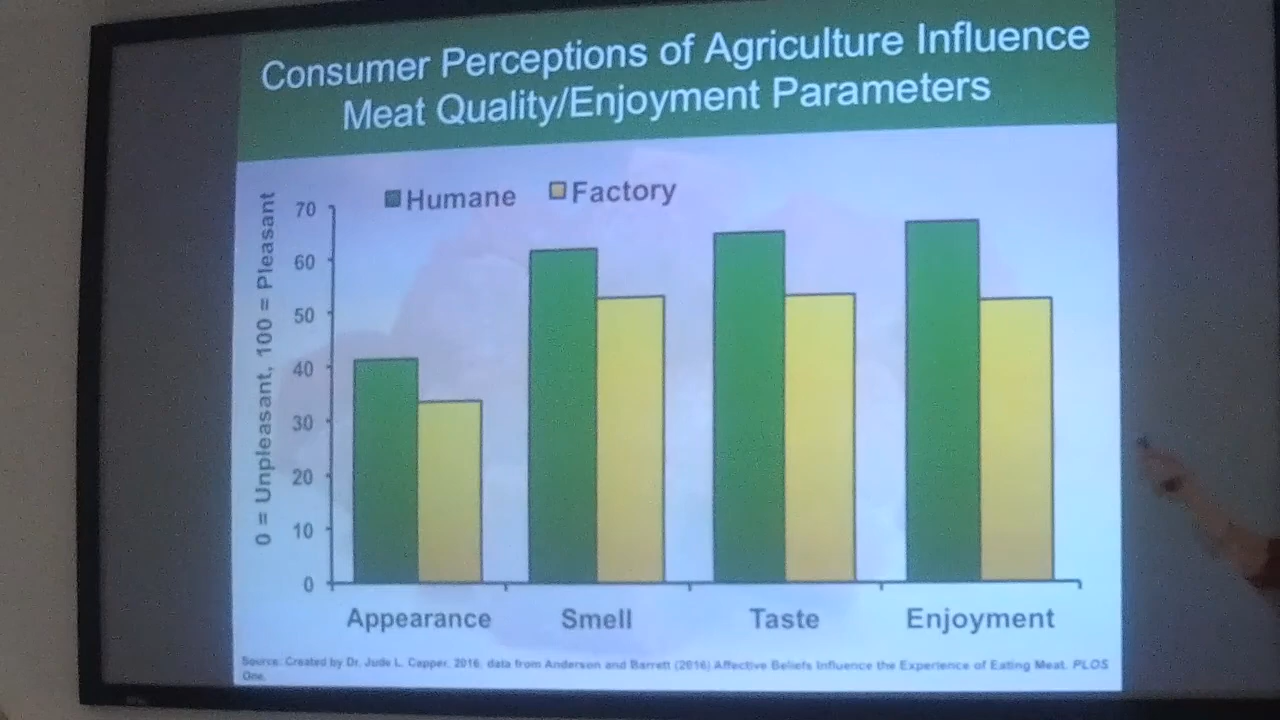 Consumer Perceptions of Agriculture Influence
Meat Quality/Enjoyment Parameters
Humane Factory
0 = Unpleasant, 100 = Pleasant
70
60
50
40
30
20
10
0
Appearance Smell Taste Enjoyment
Source: Created by Dr. Jude L. Capper, 2016, data from Anderson and Barrett (2016) Affective Beliefs Influence the Experience of Eating Meat. PLOS
One.